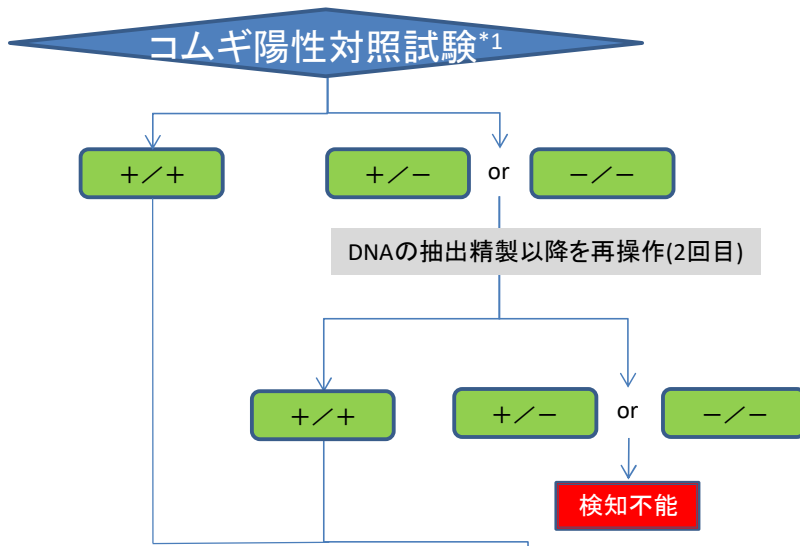 コムギ陽性対照試験*1
+/+
+/-
or
-/-
DNAの抽出精製以降を再操作(2回目)
+/+
+/-
or
-/-
検知不能